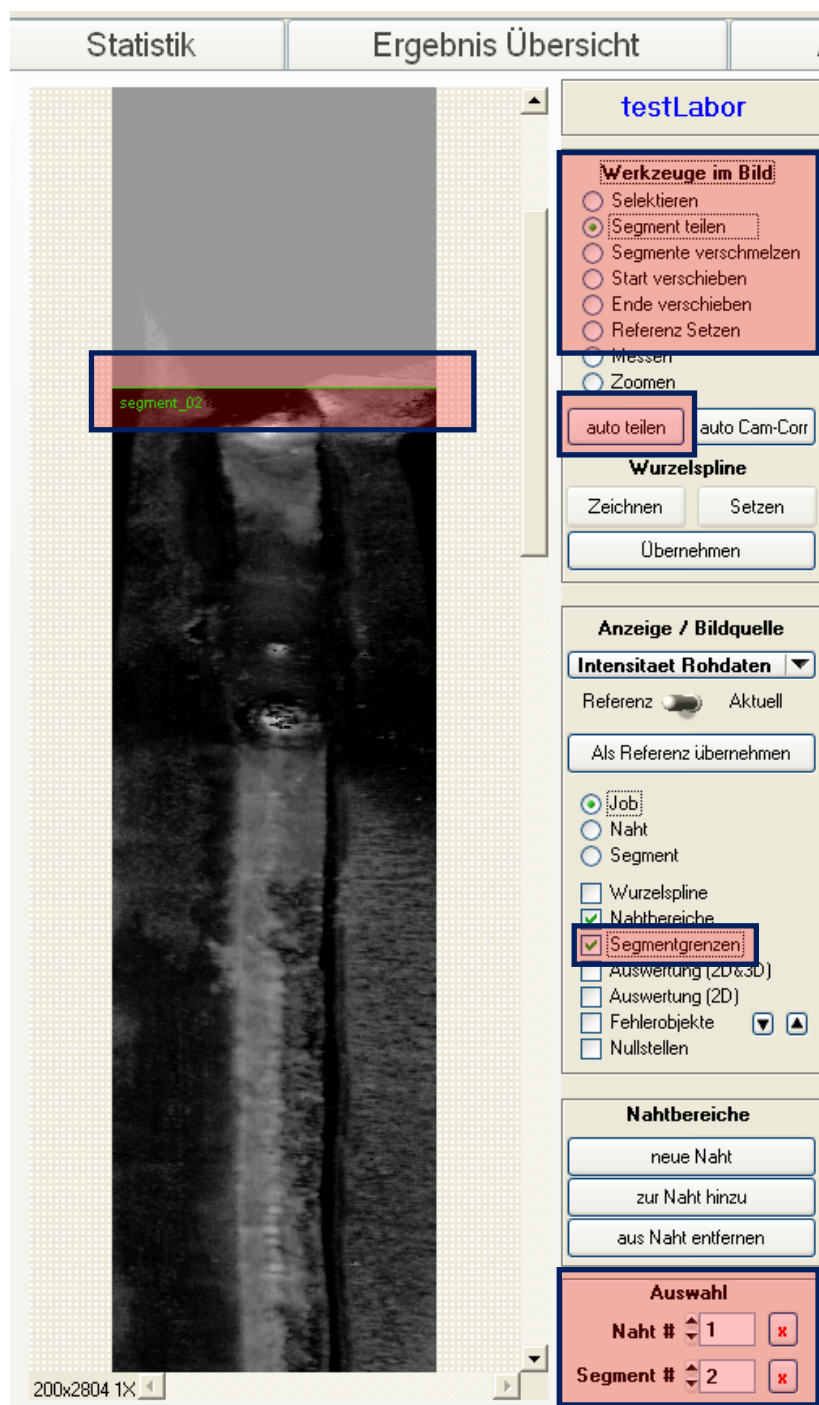 Statistik
Ergebnis Übersicht
testLabor
Werkzeuge im Bild
Selektieren
Segment teilen
Segmente verschmelzen
Start verschieben
Ende verschieben
Referenz Setzen
Messen
Zoomen
segment_02
auto teilen
auto Cam-Corr
Wurzelspline
Zeichnen
Setzen
Übernehmen
Anzeige / Bildquelle
Intensitaet Rohdaten
Referenz
Aktuell
Als Referenz übernehmen
Job
Naht
Segment
Wurzelspline
Nahtbereiche
Segmentgrenzen
Auswertung (2D&3D)
Auswertung (2D)
Fehlerobjekte
Nullstellen
Nahtbereiche
neue Naht
zur Naht hinzu
aus Naht entfernen
Auswahl
Naht # 1 x
Segment # 2 x
200x2804 1X